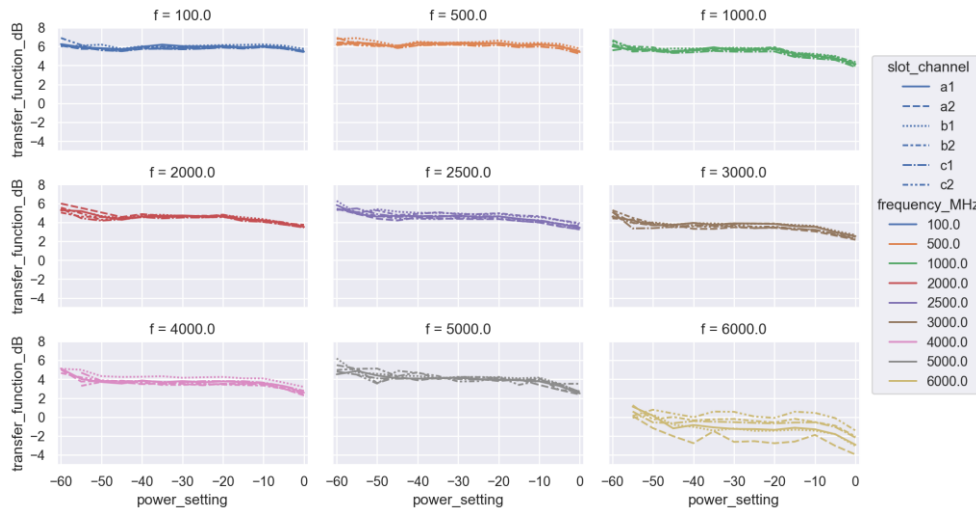 f = 100.0
f = 500.0
f = 1000.0
transfer_function_dB
8
6
4
2
0
−2
−4
f = 2000.0
f = 2500.0
f = 3000.0
transfer_function_dB
8
6
4
2
0
−2
−4
f = 4000.0
f = 5000.0
f = 6000.0
transfer_function_dB
8
6
4
2
0
−2
−4
−60 −50 −40 −30 −20 −10 0
power_setting
−60 −50 −40 −30 −20 −10 0
power_setting
−60 −50 −40 −30 −20 −10 0
power_setting
slot_channel
a1
a2
b1
b2
c1
c2
frequency_MHz
100.0
500.0
1000.0
2000.0
2500.0
3000.0
4000.0
5000.0
6000.0